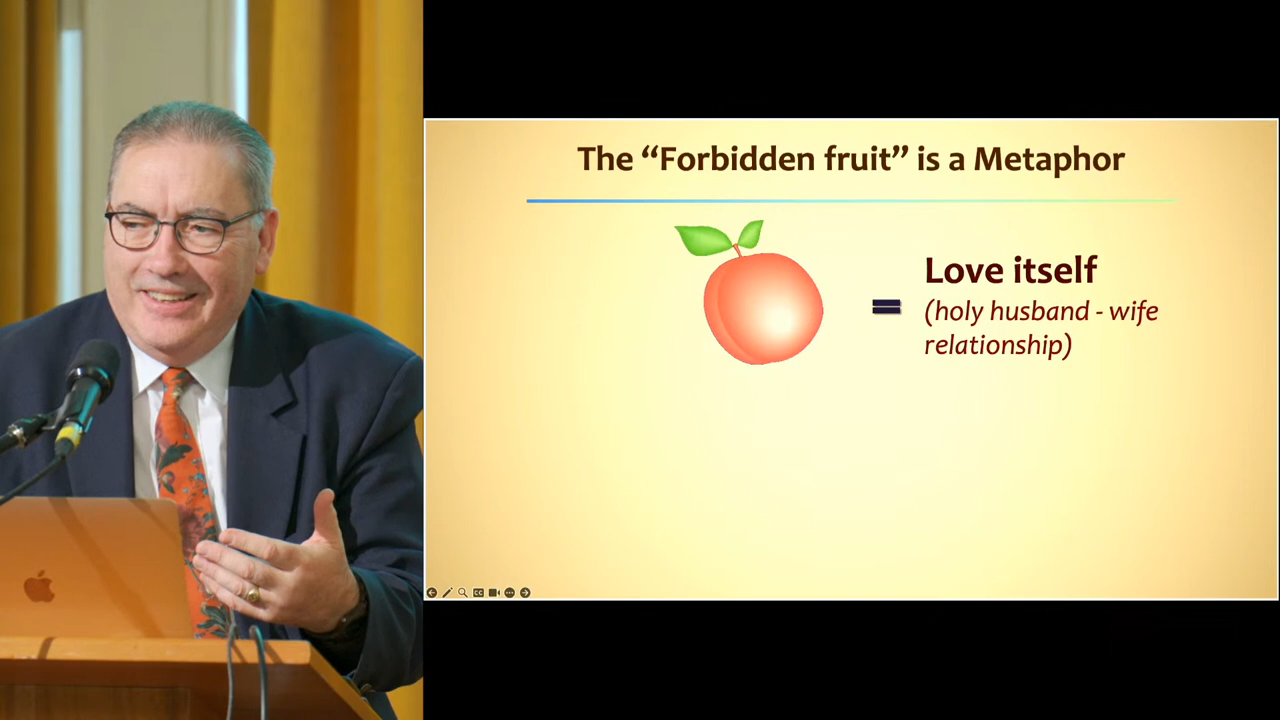 The “Forbidden fruit” is a Metaphor
Love itself
(holy husband - wife
relationship)